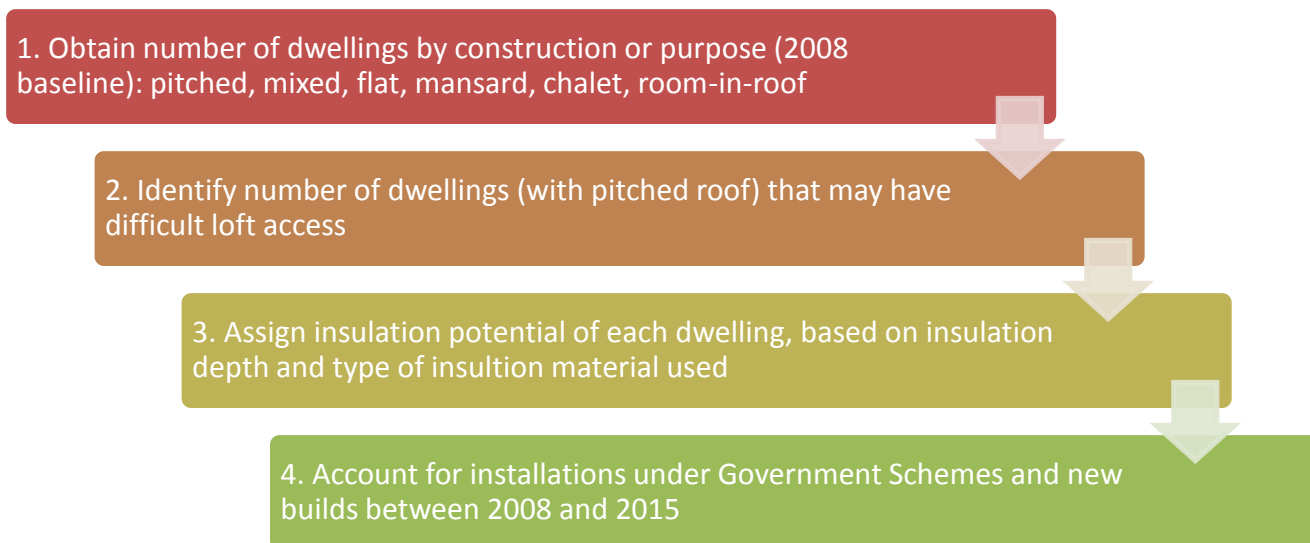 1. Obtain number of dwellings by construction or purpose (2008
baseline): pitched, mixed, flat, mansard, chalet, room-in-roof
2. Identify number of dwellings (with pitched roof) that may have
difficult loft access
3. Assign insulation potential of each dwelling, based on insulation
depth and type of insultion material used
4. Account for installations under Government Schemes and new
builds between 2008 and 2015